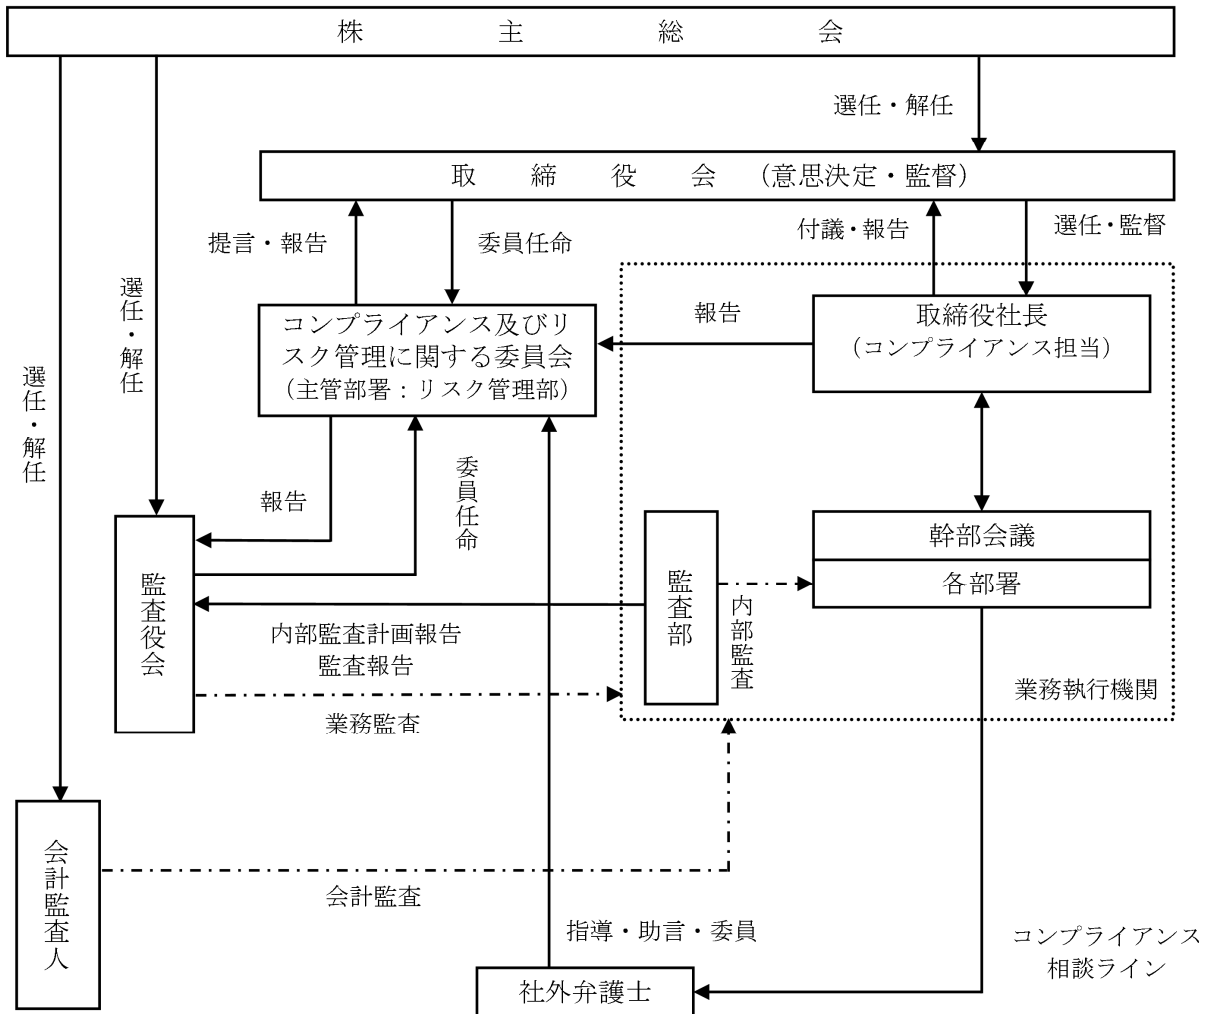 株主総会
選任・解任
取締役会（意思決定・監督）
提言・報告
委員任命
付議・報告
選任・監督
選任・解任
選任・解任
コンプライアンス及びリ
スク管理に関する委員会
（主管部署：リスク管理部）
報告
取締役社長
（コンプライアンス担当）
報告
委員任命
幹部会議
各部署
監査役会
監査部
内部監査
内部監査計画報告
監査報告
業務監査
業務執行機関
会計監査人
会計監査
指導・助言・委員
コンプライアンス
相談ライン
社外弁護士